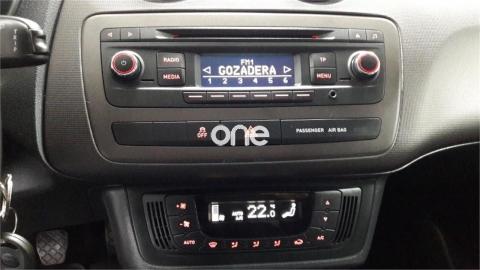 FM1
RADIO TP
◁ GOZADERA ▷
MEDIA MENU
1 2 3 4 5 6
OFF one PASSENGER AIR BAG
AUTO 22.0
AUTO A/C